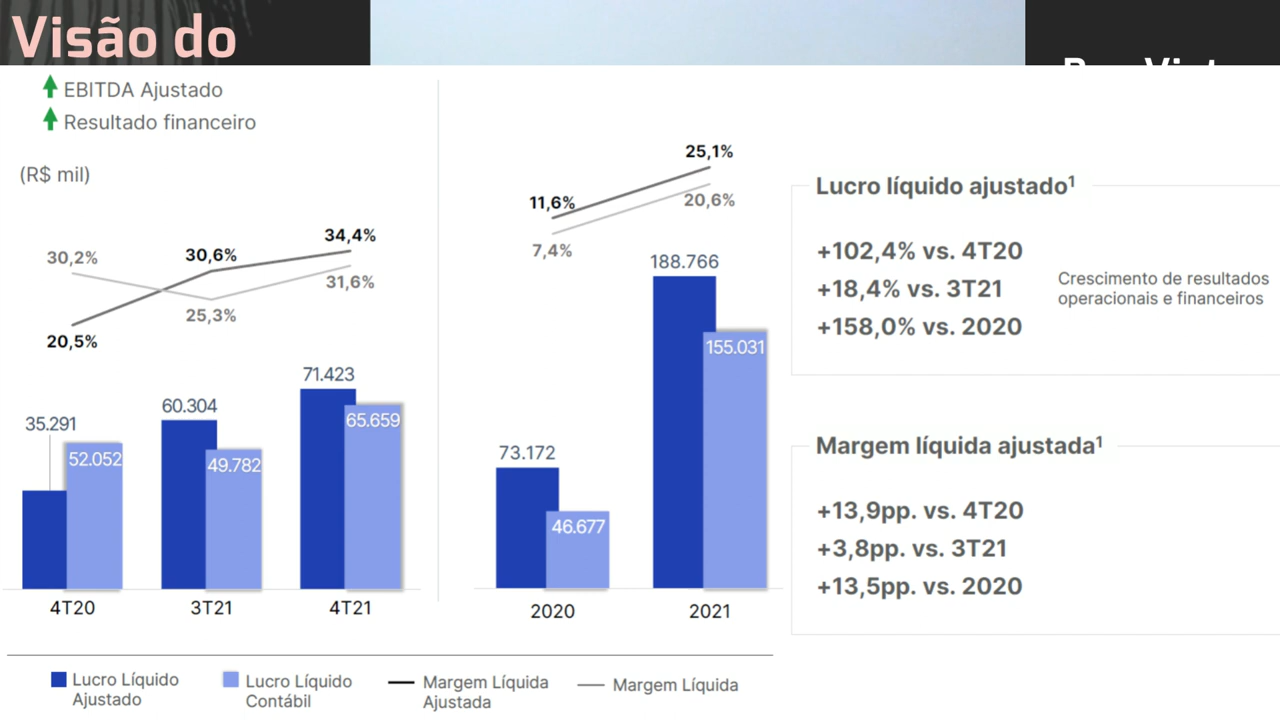 Visão do
EBITDA Ajustado
Resultado financeiro
(R$ mil)
30,2%
30,6%
34,4%
20,5%
25,3%
31,6%
35.291
52.052
60.304
49.782
71.423
65.659
4T20
3T21
4T21
11,6%
25,1%
7,4%
20,6%
73.172
46.677
188.766
155.031
2020
2021
Lucro Líquido
Ajustado
Lucro Líquido
Contábil
Margem Líquida
Ajustada
Margem Líquida
Lucro líquido ajustado¹
+102,4% vs. 4T20
+18,4% vs. 3T21
+158,0% vs. 2020
Crescimento de resultados
operacionais e financeiros
Margem líquida ajustada¹
+13,9pp. vs. 4T20
+3,8pp. vs. 3T21
+13,5pp. vs. 2020